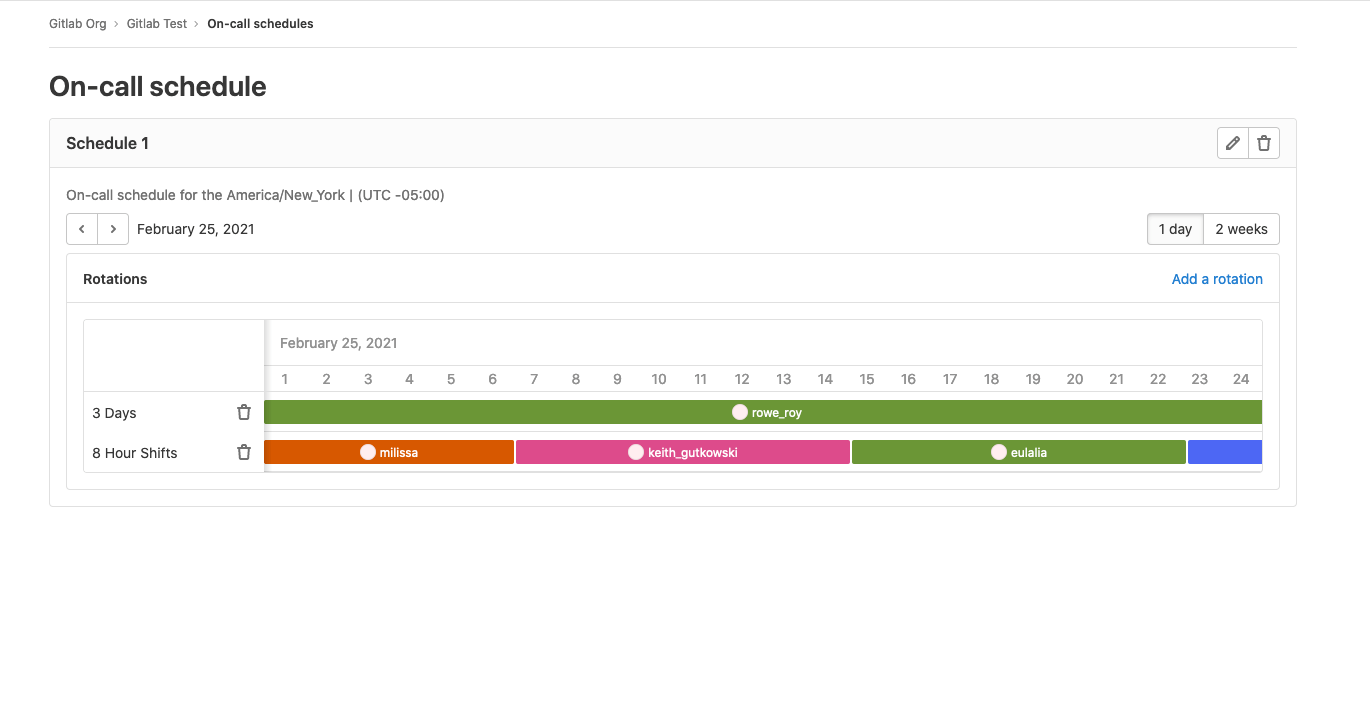 Gitlab Org › Gitlab Test › On-call schedules
On-call schedule
Schedule 1
On-call schedule for the America/New_York | (UTC -05:00)
February 25, 2021
1 day 2 weeks
Rotations Add a rotation
February 25, 2021
1 2 3 4 5 6 7 8 9 10 11 12 13 14 15 16 17 18 19 20 21 22 23 24
3 Days rowe_roy
8 Hour Shifts milissa keith_gutkowski eulalia